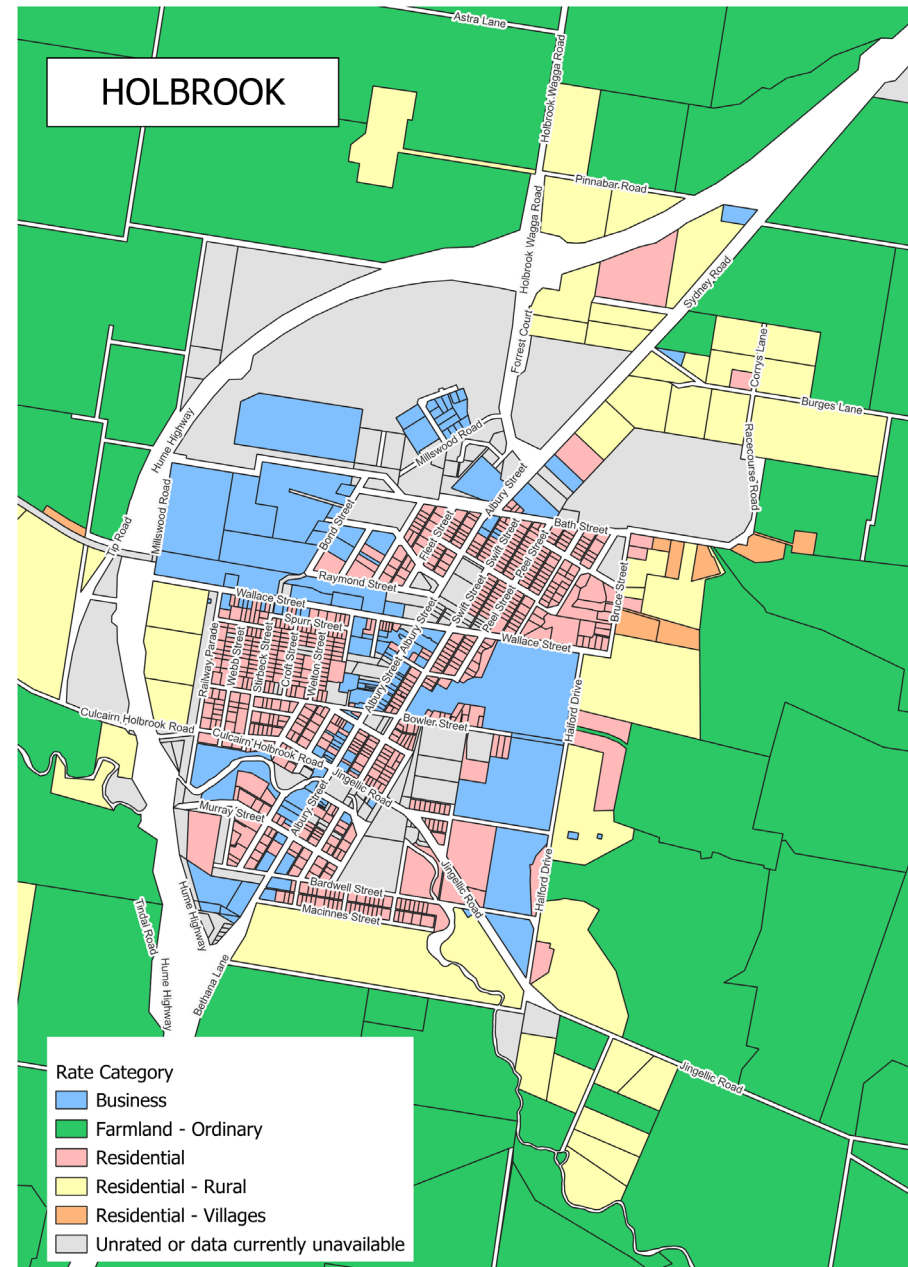 Astra Lane
HOLBROOK
Holbrook Wagga Road
Pinnabar Road
Holbrook Wagga Road
Sydney Road
Forrest Court
Corrys Lane
Burges Lane
Hume Highway
Millswood Road
Racecourse Road
Albury Street
Millswood Road
Tip Road
Bond Street
Fleet Street
Swift Street
Peel Street
Bath Street
Raymond Street
Bruce Street
Wallace Street
Spurr Street
Swift Street
Peel Street
Albury Street
Wallace Street
Railway Parade
Webb Street
Stirbeck Street
Croft Street
Welton Street
Albury Street
Halford Drive
Culcairn Holbrook Road
Bowler Street
Culcairn Holbrook Road
Jingellic Road
Murray Street
Albury Street
Bardwell Street
Jingellic Road
Halford Drive
Macinnes Street
Hume Highway
Tindal Road
Bethana Lane
Hume Highway
Jingellic Road
Rate Category
Business
Farmland - Ordinary
Residential
Residential - Rural
Residential - Villages
Unrated or data currently unavailable